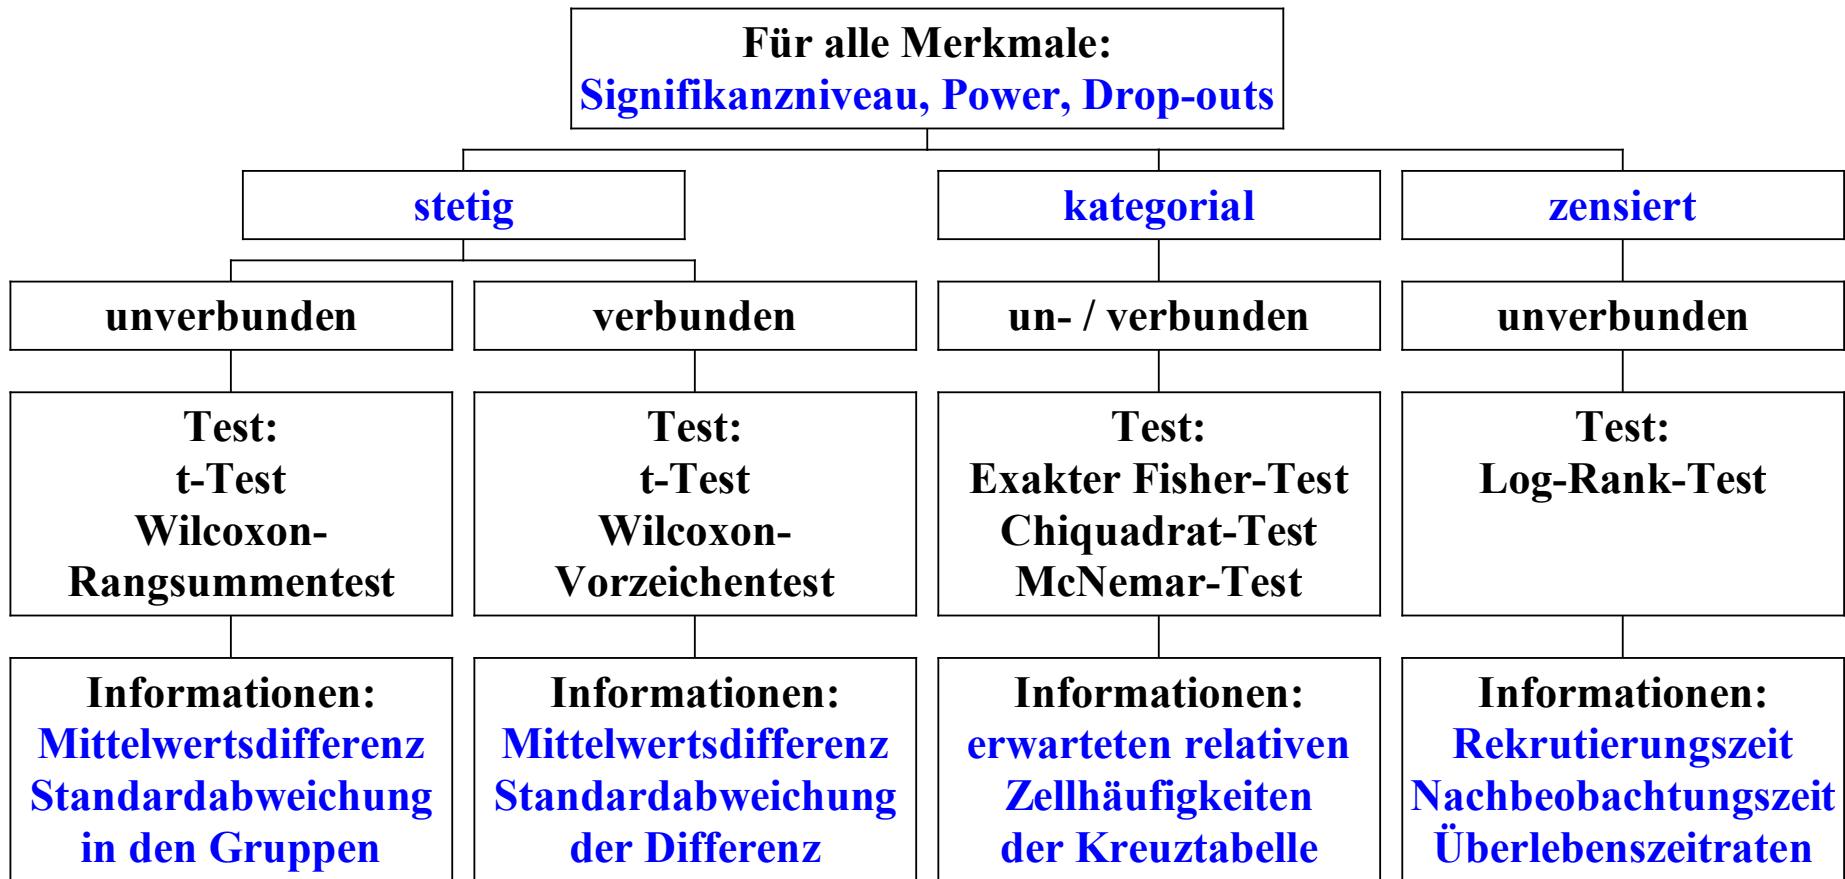 Für alle Merkmale:
Signifikanzniveau, Power, Drop-outs
stetig
kategorial
zensiert
unverbunden
verbunden
un- / verbunden
unverbunden
Test:
t-Test
Wilcoxon-
Rangsummentest
Test:
t-Test
Wilcoxon-
Vorzeichentest
Test:
Exakter Fisher-Test
Chiquadrat-Test
McNemar-Test
Test:
Log-Rank-Test
Informationen:
Mittelwertsdifferenz
Standardabweichung
in den Gruppen
Informationen:
Mittelwertsdifferenz
Standardabweichung
der Differenz
Informationen:
erwarteten relativen
Zellhäufigkeiten
der Kreuztabelle
Informationen:
Rekrutierungszeit
Nachbeobachtungszeit
Überlebenszeitraten